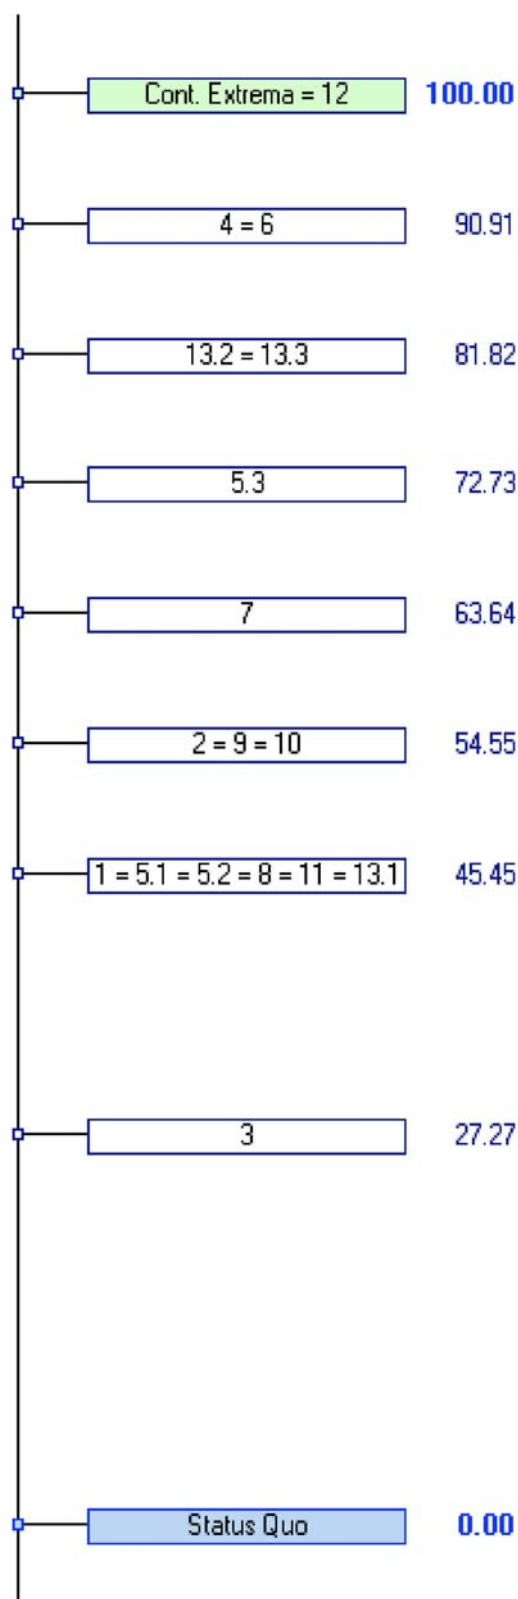 Cont. Extrema = 12 100.00
4 = 6 90.91
13.2 = 13.3 81.82
5.3 72.73
7 63.64
2 = 9 = 10 54.55
1 = 5.1 = 5.2 = 8 = 11 = 13.1 45.45
3 27.27
Status Quo 0.00